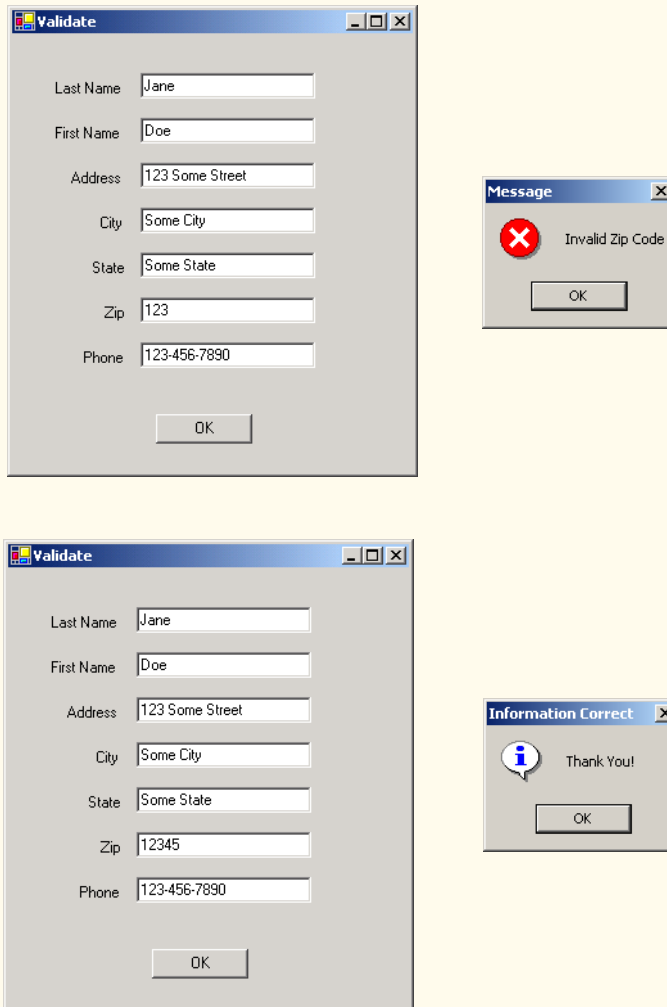 Validate
Last Name Jane
First Name Doe
Address 123 Some Street
City Some City
State Some State
Zip 123
Phone 123-456-7890
OK
Message
Invalid Zip Code
OK
Validate
Last Name Jane
First Name Doe
Address 123 Some Street
City Some City
State Some State
Zip 12345
Phone 123-456-7890
OK
Information Correct
Thank You!
OK